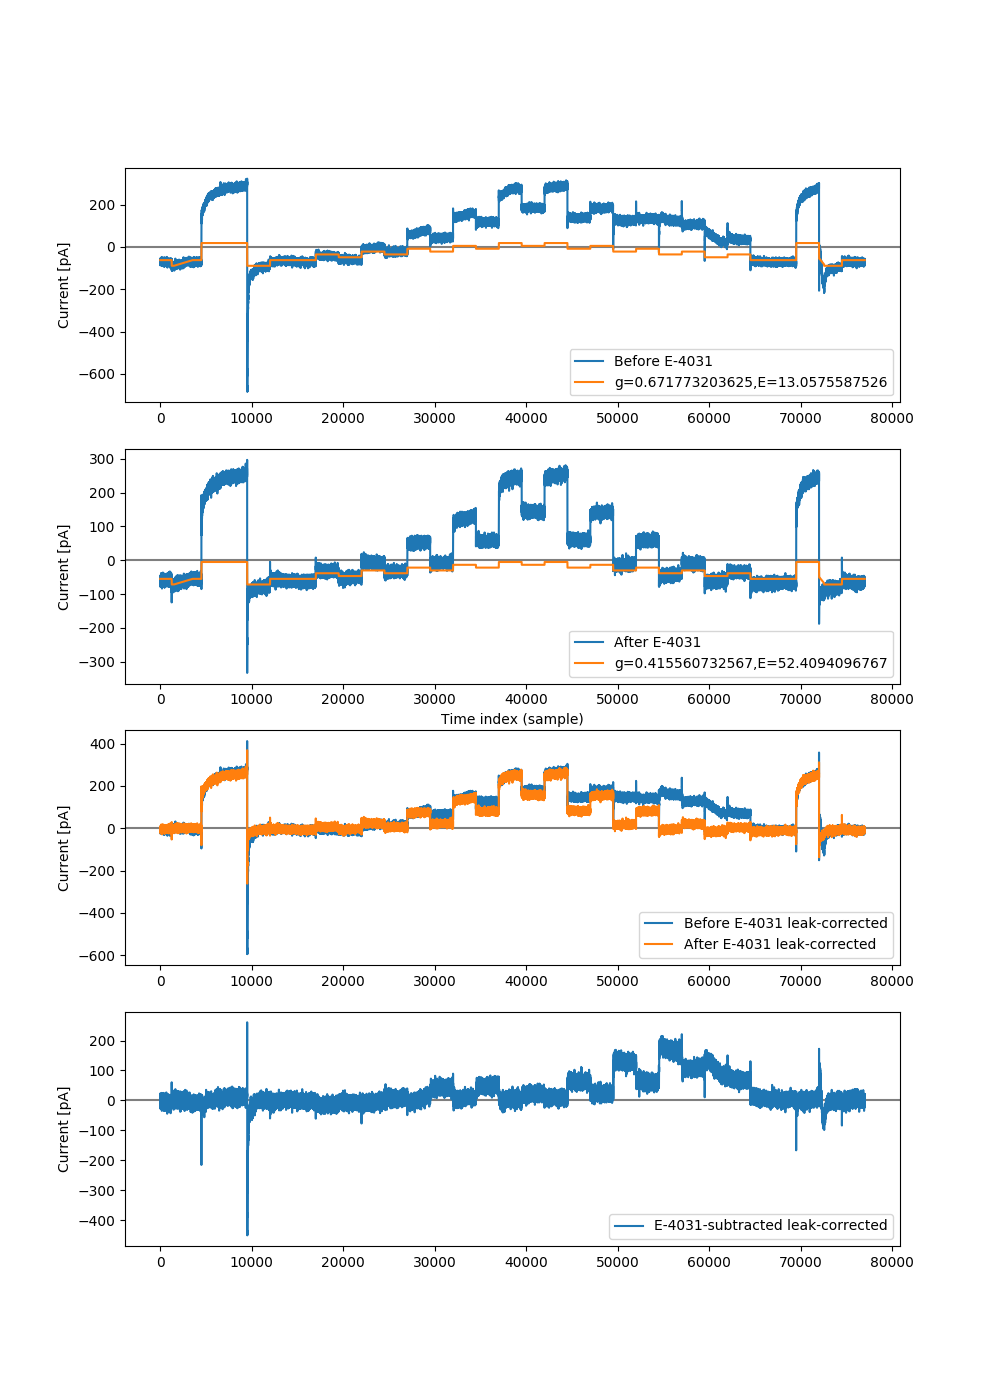 200
0
−200
−400
−600
Current [pA]
Before E-4031
g=0.671773203625,E=13.0575587526
0 10000 20000 30000 40000 50000 60000 70000 80000
300
200
100
0
−100
−200
−300
Current [pA]
After E-4031
g=0.415560732567,E=52.4094096767
0 10000 20000 30000 40000 50000 60000 70000 80000
Time index (sample)
400
200
0
−200
−400
−600
Current [pA]
Before E-4031 leak-corrected
After E-4031 leak-corrected
0 10000 20000 30000 40000 50000 60000 70000 80000
200
100
0
−100
−200
−300
−400
Current [pA]
E-4031-subtracted leak-corrected
0 10000 20000 30000 40000 50000 60000 70000 80000